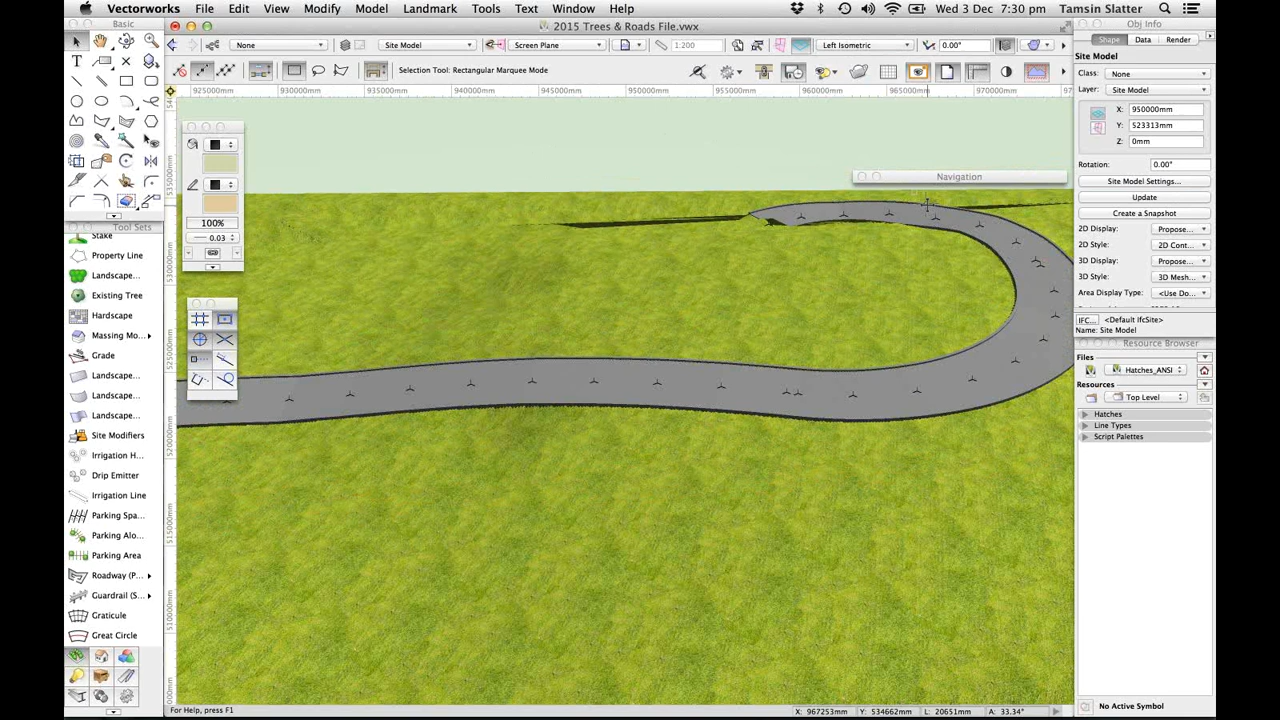 Vectorworks File Edit View Modify Model Landmark Tools Text Window Help Wed 3 Dec 7:30 pm Tamsin Slatter
Basic
2015 Trees & Roads File.vwx
Obj Info
None
Site Model
Screen Plane
1:200
Left Isometric
0.00°
Shape Data Render
Selection Tool: Rectangular Marquee Mode
Site Model
Class: None
Layer: Site Model
925000mm 930000mm 935000mm 940000mm 945000mm 950000mm 955000mm 960000mm 965000mm 970000mm
X: 950000mm
Y: 523313mm
Z: 0mm
Rotation: 0.00°
Navigation
Site Model Settings...
Update
Create a Snapshot
100%
0.03
2D Display: Propose...
2D Style: 2D Cont...
3D Display: Propose...
3D Style: 3D Mesh...
Area Display Type: <Use Do...
IFC... <Default IfcSite>
Name: Site Model
Resource Browser
Files
Hatches_ANSI
Resources
Top Level
Hatches
Line Types
Script Palettes
Tool Sets
Stake
Property Line
Landscape...
Existing Tree
Hardscape
Massing Mo...
Grade
Landscape...
Landscape...
Landscape...
Site Modifiers
Irrigation H...
Drip Emitter
Irrigation Line
Parking Spa...
Parking Alo...
Parking Area
Roadway (P...
Guardrail (S...
Graticule
Great Circle
535000mm
530000mm
525000mm
520000mm
515000mm
510000mm
No Active Symbol
For Help, press F1
X: 967253mm Y: 534662mm L: 20651mm A: 33.34°